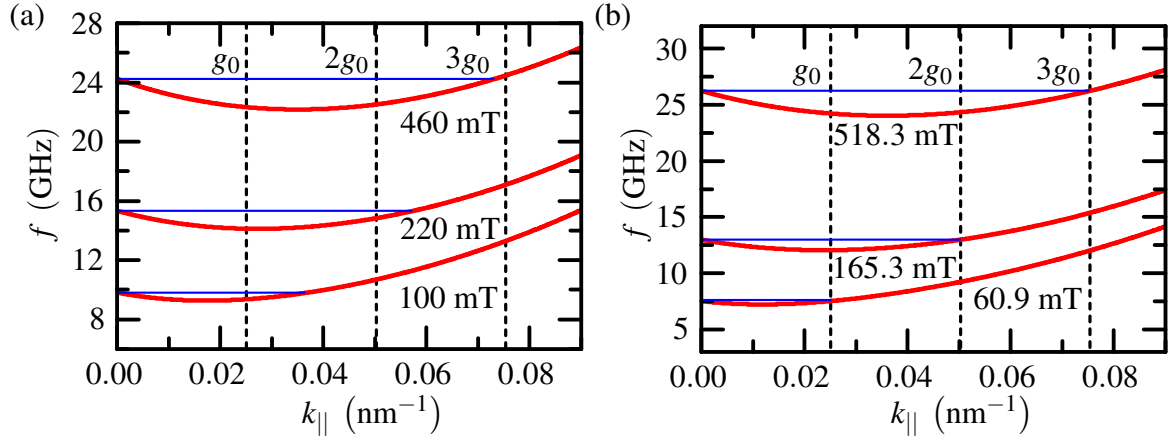 (a)
28
24
20
16
12
8
f (GHz)
g0 2g0 3g0
460 mT
220 mT
100 mT
0.00 0.02 0.04 0.06 0.08
k|| (nm−1)
(b)
30
25
20
15
10
5
f (GHz)
g0 2g0 3g0
518.3 mT
165.3 mT
60.9 mT
0.00 0.02 0.04 0.06 0.08
k|| (nm−1)